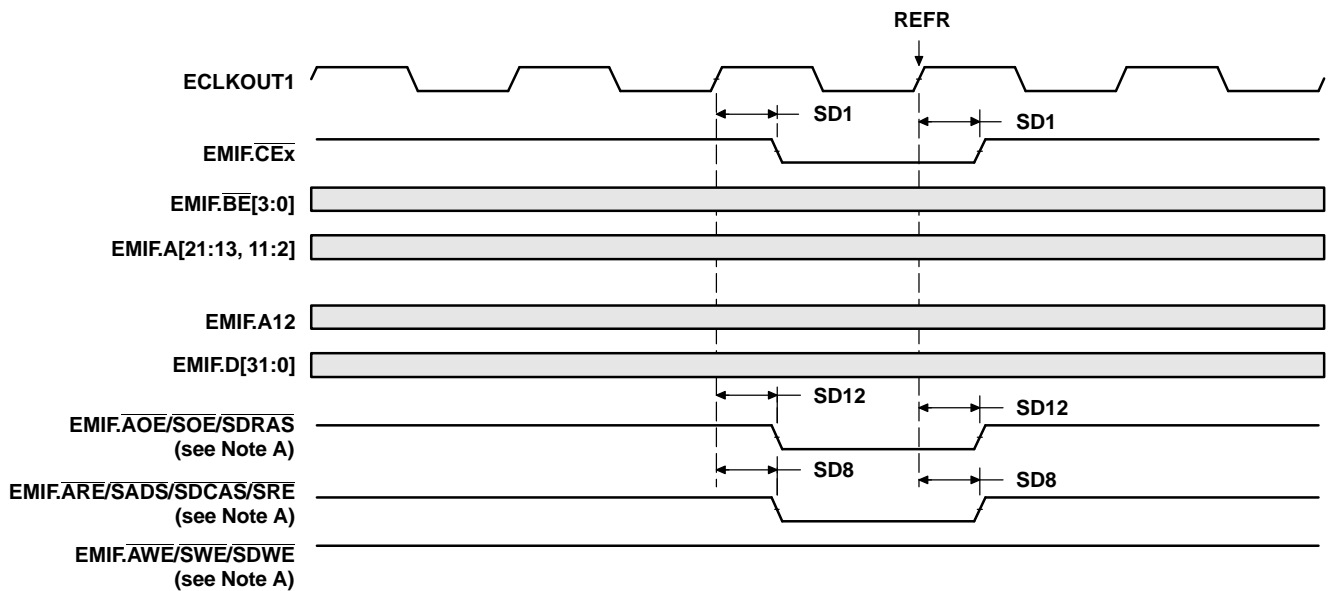 REFR
ECLKOUT1
SD1
SD1
EMIF.CEx
EMIF.BE[3:0]
EMIF.A[21:13, 11:2]
EMIF.A12
EMIF.D[31:0]
SD12
SD12
EMIF.AOE/SOE/SDRAS
(see Note A)
SD8
SD8
EMIF.ARE/SADS/SDCAS/SRE
(see Note A)
EMIF.AWE/SWE/SDWE
(see Note A)